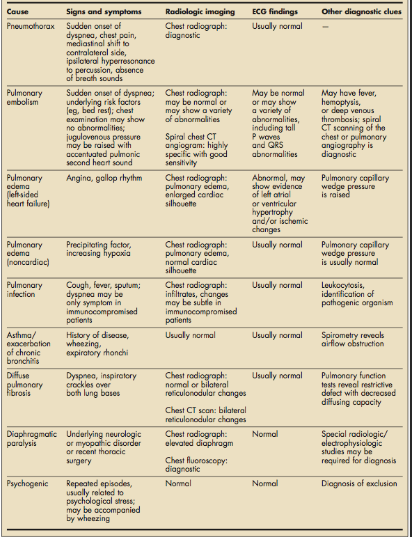 Cause Signs and symptoms Radiologic imaging ECG findings Other diagnostic clues
Pneumothorax Sudden onset of Chest radiograph: Usually normal —
dyspnea, chest pain, diagnostic
mediastinal shift to
contralateral side,
ipsilateral hyperresonance
to percussion, absence
of breath sounds
Pulmonary Sudden onset of dyspnea; Chest radiograph: May be normal May have fever,
embolism underlying risk factors may be normal or or may show hemoptysis,
(eg, bed rest); chest may show a variety a variety of or deep venous
examination may show of abnormalities abnormalities, thrombosis; spiral
no abnormalities; including tall CT scanning of the
jugulovenous pressure Spiral chest CT P waves chest or pulmonary
may be raised with angiogram: highly and QRS angiography is
accentuated pulmonic specific with good abnormalities diagnostic
second heart sound sensitivity
Pulmonary Angina, gallop rhythm Chest radiograph: Abnormal, may Pulmonary capillary
edema pulmonary edema, show evidence wedge pressure
(left-sided enlarged cardiac of left atrial is raised
heart failure) silhouette or ventricular
hypertrophy
and/or ischemic
changes
Pulmonary Precipitating factor, Chest radiograph: Usually normal Pulmonary capillary
edema increasing hypoxia pulmonary edema, wedge pressure
(noncardiac) normal cardiac is usually normal
silhouette
Pulmonary Cough, fever, sputum; Chest radiograph: Usually normal Leukocytosis,
infection dyspnea may be infiltrates, changes identification of
only symptom in may be subtle in pathogenic organism
immunocompromised immunocompromised
patients patients
Asthma/ History of disease, Usually normal Usually normal Spirometry reveals
exacerbation wheezing, airflow obstruction
of chronic expiratory rhonchi
bronchitis
Diffuse Dyspnea, inspiratory Chest radiograph: Usually normal Pulmonary function
pulmonary crackles over normal or bilateral tests reveal restrictive
fibrosis both lung bases reticulonodular changes defect with decreased
diffusing capacity
Chest CT scan: bilateral
reticulonodular changes
Diaphragmatic Underlying neurologic Chest radiograph: Normal Special radiologic/
paralysis or myopathic disorder elevated diaphragm electrophysiologic
or recent thoracic studies may be
surgery Chest fluoroscopy: required for diagnosis
diagnostic
Psychogenic Repeated episodes, Normal Normal Diagnosis of exclusion
usually related to
psychological stress;
may be accompanied
by wheezing